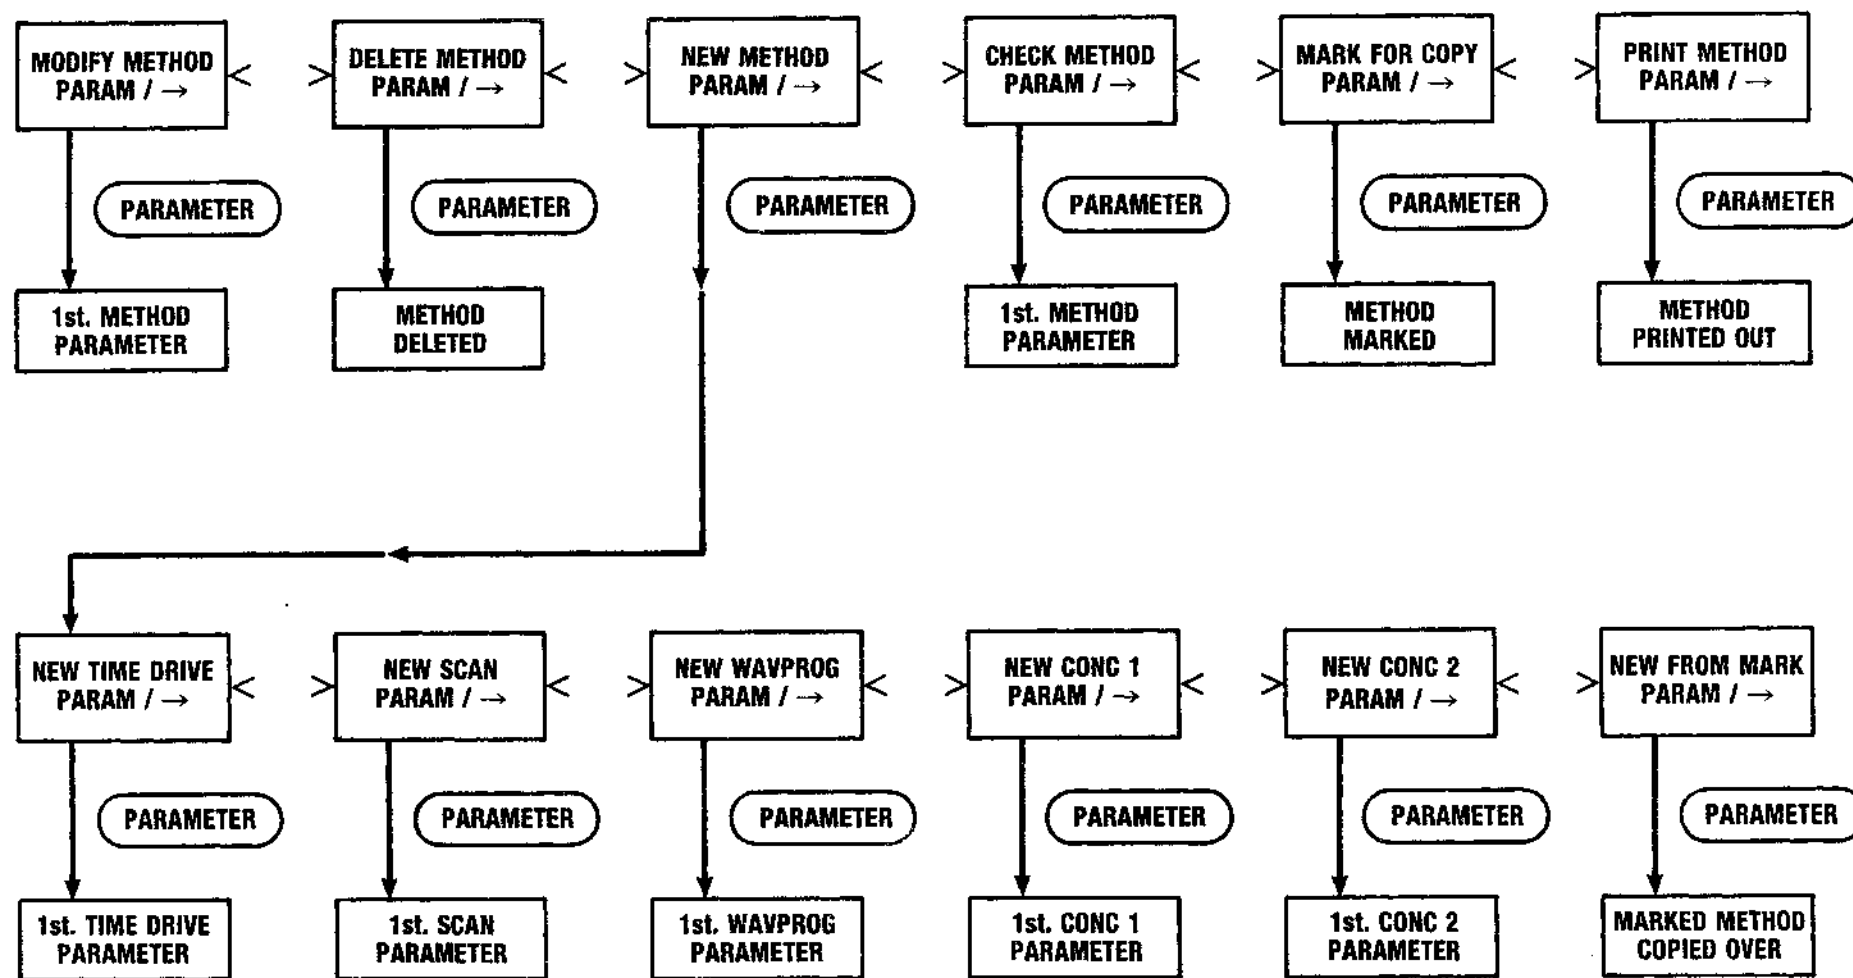 MODIFY METHOD
PARAM / →
<
>
DELETE METHOD
PARAM / →
<
>
NEW METHOD
PARAM / →
<
>
CHECK METHOD
PARAM / →
<
>
MARK FOR COPY
PARAM / →
<
>
PRINT METHOD
PARAM / →
PARAMETER
PARAMETER
PARAMETER
PARAMETER
PARAMETER
PARAMETER
1st. METHOD
PARAMETER
METHOD
DELETED
1st. METHOD
PARAMETER
METHOD
MARKED
METHOD
PRINTED OUT
NEW TIME DRIVE
PARAM / →
<
>
NEW SCAN
PARAM / →
<
>
NEW WAVPROG
PARAM / →
<
>
NEW CONC 1
PARAM / →
<
>
NEW CONC 2
PARAM / →
<
>
NEW FROM MARK
PARAM / →
PARAMETER
PARAMETER
PARAMETER
PARAMETER
PARAMETER
PARAMETER
1st. TIME DRIVE
PARAMETER
1st. SCAN
PARAMETER
1st. WAVPROG
PARAMETER
1st. CONC 1
PARAMETER
1st. CONC 2
PARAMETER
MARKED METHOD
COPIED OVER